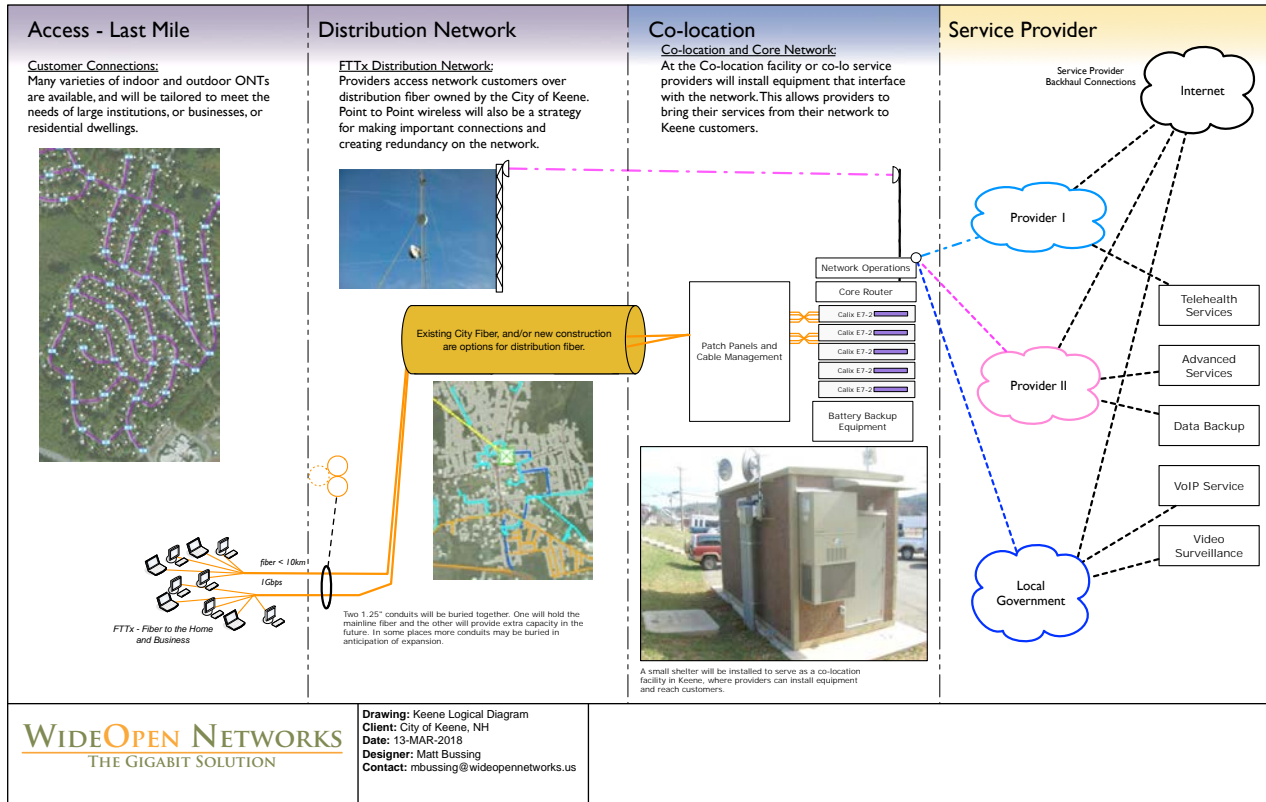 Access - Last Mile
Customer Connections:
Many varieties of indoor and outdoor ONTs
are available, and will be tailored to meet the
needs of large institutions, or businesses, or
residential dwellings.
fiber < 10km
1Gbps
FTTx - Fiber to the Home
and Business
Distribution Network
FTTx Distribution Network:
Providers access network customers over
distribution fiber owned by the City of Keene.
Point to Point wireless will also be a strategy
for making important connections and
creating redundancy on the network.
Existing City Fiber, and/or new construction
are options for distribution fiber.
Two 1.25" conduits will be buried together. One will hold the
mainline fiber and the other will provide extra capacity in the
future. In some places more conduits may be buried in
anticipation of expansion.
Co-location
Co-location and Core Network:
At the Co-location facility or co-lo service
providers will install equipment that interface
with the network. This allows providers to
bring their services from their network to
Keene customers.
Patch Panels and
Cable Management
Network Operations
Core Router
Calix E7-2
Calix E7-2
Calix E7-2
Calix E7-2
Calix E7-2
Battery Backup
Equipment
A small shelter will be installed to serve as a co-location
facility in Keene, where providers can install equipment
and reach customers.
Service Provider
Service Provider
Backhaul Connections
Internet
Provider I
Telehealth
Services
Advanced
Services
Provider II
Data Backup
VoIP Service
Video
Surveillance
Local
Government
WIDEOPEN NETWORKS
THE GIGABIT SOLUTION
Drawing: Keene Logical Diagram
Client: City of Keene, NH
Date: 13-MAR-2018
Designer: Matt Bussing
Contact: mbussing@wideopennetworks.us